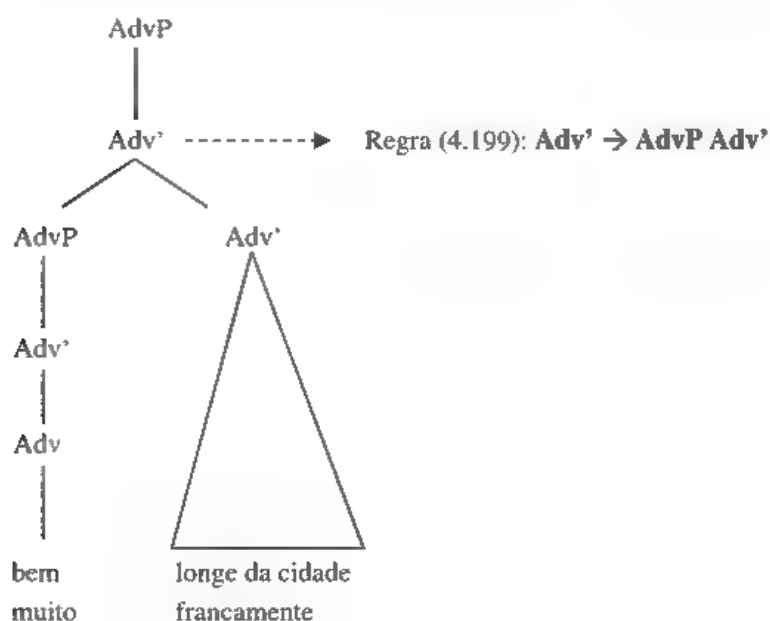 AdvP
Adv’ Regra (4.199): Adv’ → AdvP Adv’
AdvP Adv’
Adv’
Adv
bem longe da cidade
muito francamente